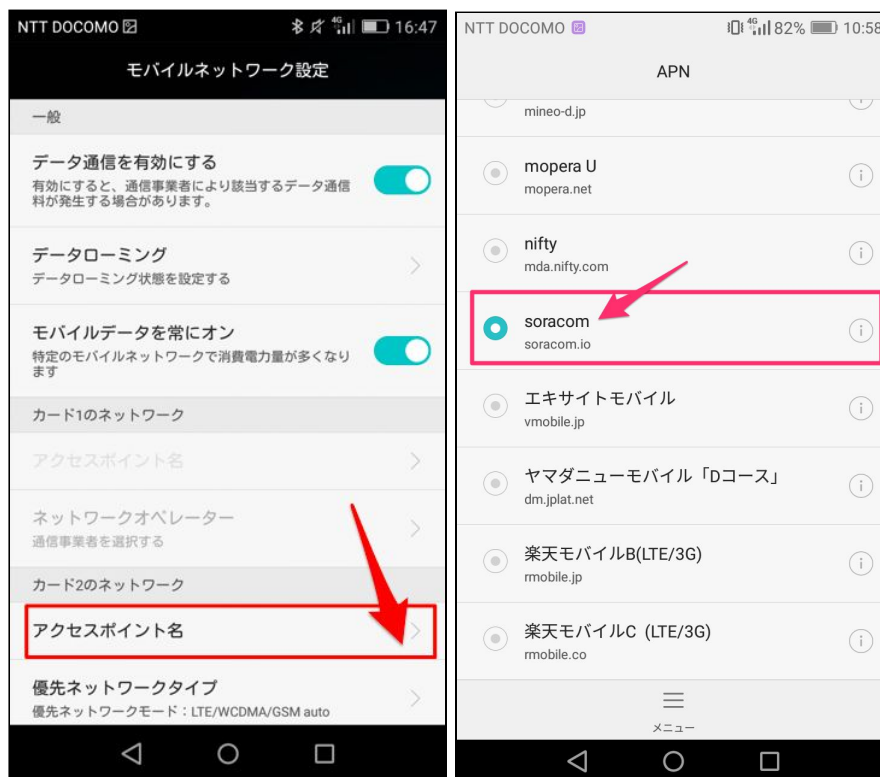 NTT DOCOMO 4G 16:47
モバイルネットワーク設定
一般
データ通信を有効にする
有効にすると、通信事業者により該当するデータ通信
料が発生する場合があります。
データローミング
データローミング状態を設定する
モバイルデータを常にオン
特定のモバイルネットワークで消費電力量が多くなり
ます
カード1のネットワーク
アクセスポイント名
ネットワークオペレーター
通信事業者を選択する
カード2のネットワーク
アクセスポイント名
優先ネットワークタイプ
優先ネットワークモード：LTE/WCDMA/GSM auto
NTT DOCOMO 4G 82% 10:58
APN
mineo-d.jp
mopera U
mopera.net
nifty
mda.nifty.com
soracom
soracom.io
エキサイトモバイル
vmobile.jp
ヤマダニューモバイル「Dコース」
dm.jplat.net
楽天モバイルB(LTE/3G)
rmobile.jp
楽天モバイルC (LTE/3G)
rmobile.co
メニュー